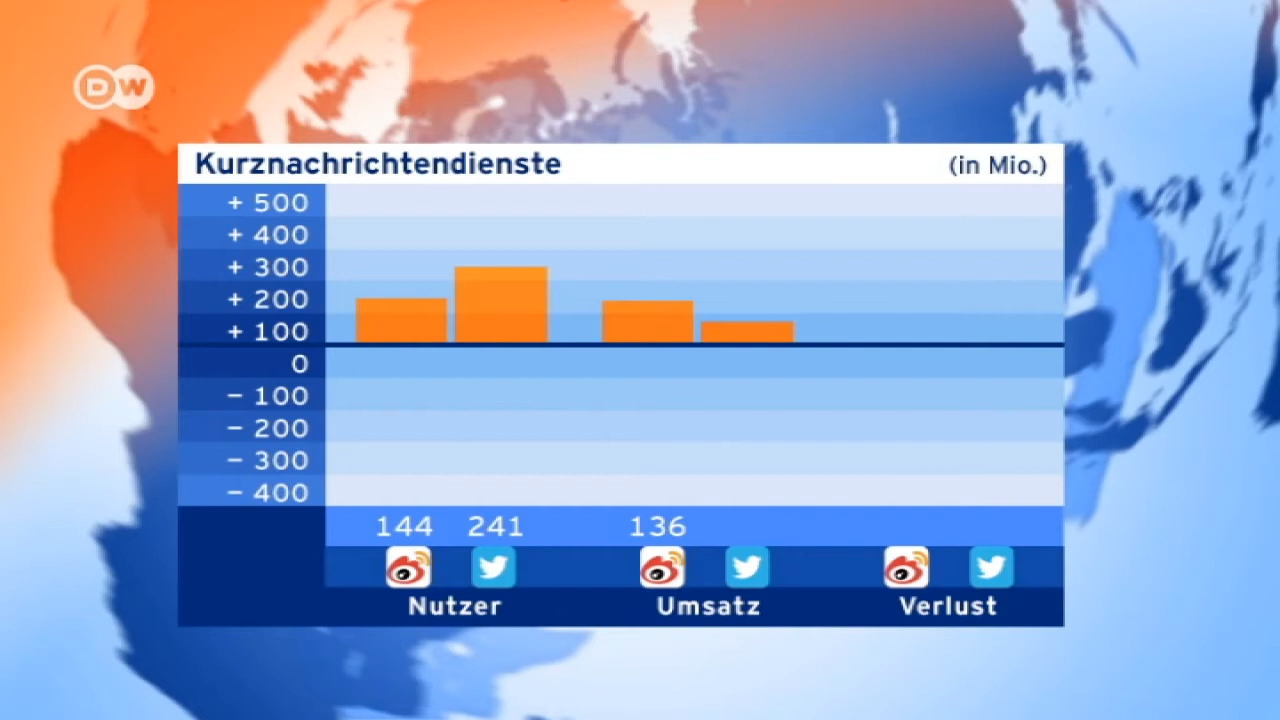 DW
Kurznachrichtendienste (in Mio.)
+ 500
+ 400
+ 300
+ 200
+ 100
0
− 100
− 200
− 300
− 400
144 241 136
Nutzer Umsatz Verlust